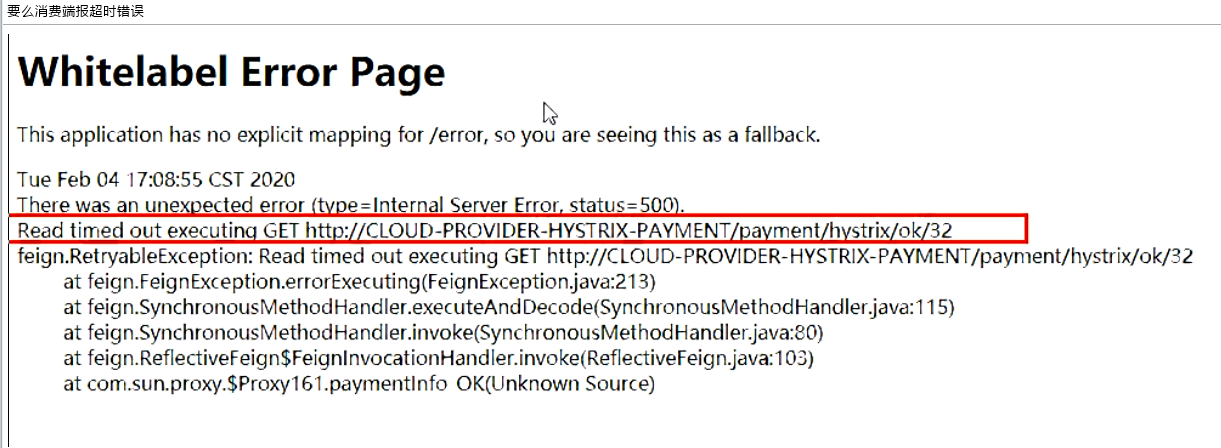 要么消费端报超时错误
Whitelabel Error Page
This application has no explicit mapping for /error, so you are seeing this as a fallback.
Tue Feb 04 17:08:55 CST 2020
There was an unexpected error (type=Internal Server Error, status=500).
Read timed out executing GET http://CLOUD-PROVIDER-HYSTRIX-PAYMENT/payment/hystrix/ok/32
feign.RetryableException: Read timed out executing GET http://CLOUD-PROVIDER-HYSTRIX-PAYMENT/payment/hystrix/ok/32
at feign.FeignException.errorExecuting(FeignException.java:213)
at feign.SynchronousMethodHandler.executeAndDecode(SynchronousMethodHandler.java:115)
at feign.SynchronousMethodHandler.invoke(SynchronousMethodHandler.java:80)
at feign.ReflectiveFeign$FeignInvocationHandler.invoke(ReflectiveFeign.java:103)
at com.sun.proxy.$Proxy161.paymentInfo_OK(Unknown Source)